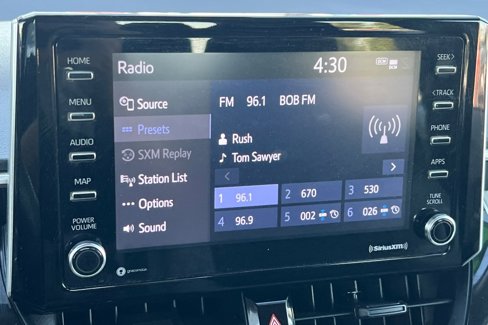 HOME
MENU
AUDIO
MAP
POWER
VOLUME
Radio
4:30
DCM
Source
Presets
SXM Replay
Station List
Options
Sound
FM 96.1 BOB FM
Rush
Tom Sawyer
1 96.1
2 670
3 530
4 96.9
5 002
6 026
gracenote
SiriusXM
SEEK>
<TRACK
PHONE
APPS
TUNE
SCROLL